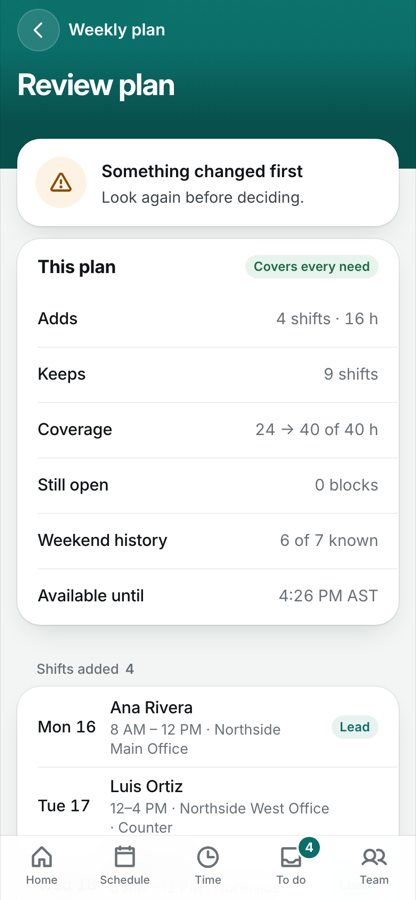 Weekly plan
Review plan
Something changed first
Look again before deciding.
This plan
Covers every need
Adds
4 shifts · 16 h
Keeps
9 shifts
Coverage
24 → 40 of 40 h
Still open
0 blocks
Weekend history
6 of 7 known
Available until
4:26 PM AST
Shifts added 4
Mon 16
Ana Rivera
8 AM – 12 PM · Northside
Main Office
Lead
Tue 17
Luis Ortiz
12–4 PM · Northside West Office
· Counter
4
Home
Schedule
Time
To do
Team